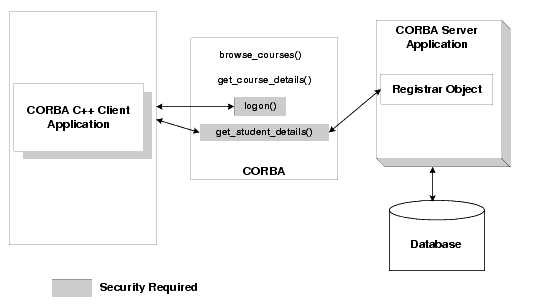 CORBA C++ Client
Application
browse_courses()
get_course_details()
logon()
get_student_details()
CORBA
CORBA Server
Application
Registrar Object
Database
Security Required